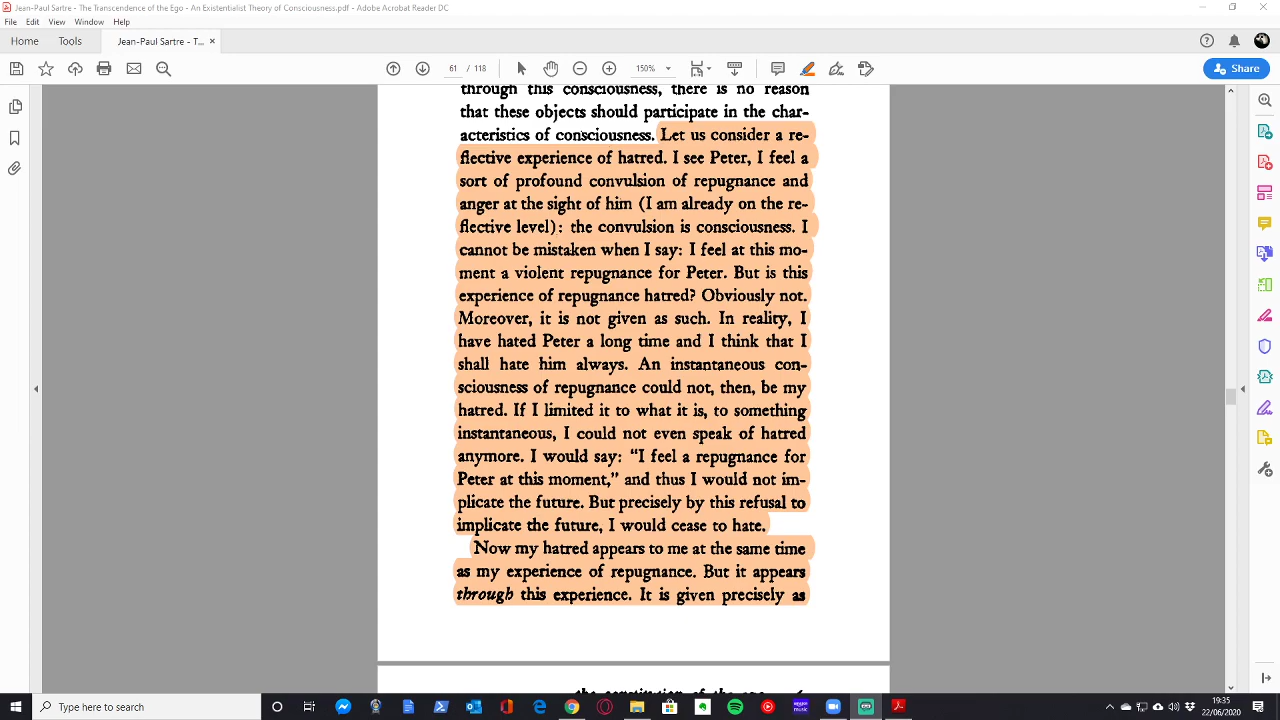 Jean-Paul Sartre - The Transcendence of the Ego - An Existentialist Theory of Consciousness.pdf - Adobe Acrobat Reader DC
File Edit View Window Help
Home Tools Jean-Paul Sartre - T... ×
61 / 118 150% Share
through this consciousness, there is no reason
that these objects should participate in the char-
acteristics of consciousness. Let us consider a re-
flective experience of hatred. I see Peter, I feel a
sort of profound convulsion of repugnance and
anger at the sight of him (I am already on the re-
flective level): the convulsion is consciousness. I
cannot be mistaken when I say: I feel at this mo-
ment a violent repugnance for Peter. But is this
experience of repugnance hatred? Obviously not.
Moreover, it is not given as such. In reality, I
have hated Peter a long time and I think that I
shall hate him always. An instantaneous con-
sciousness of repugnance could not, then, be my
hatred. If I limited it to what it is, to something
instantaneous, I could not even speak of hatred
anymore. I would say: “I feel a repugnance for
Peter at this moment,” and thus I would not im-
plicate the future. But precisely by this refusal to
implicate the future, I would cease to hate.
Now my hatred appears to me at the same time
as my experience of repugnance. But it appears
through this experience. It is given precisely as
the constitution of the ego
Type here to search
amazon music
19:35
22/06/2020